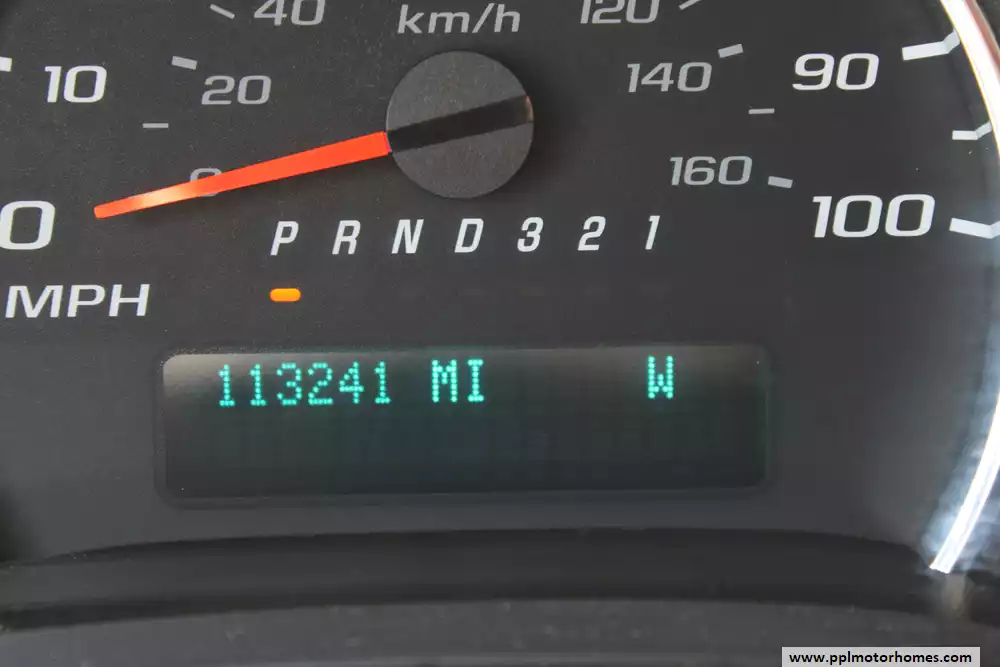 40 km/h 120
10 20 140 90
0 160
0 P R N D 3 2 1 100
MPH
113241 MI W
www.pplmotorhomes.com